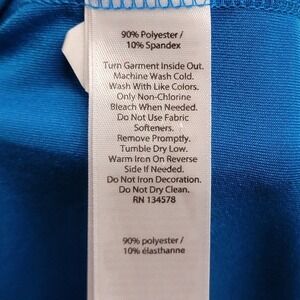 90% Polyester /
10% Spandex
Turn Garment Inside Out.
Machine Wash Cold.
Wash With Like Colors.
Only Non-Chlorine
Bleach When Needed.
Do Not Use Fabric
Softeners.
Remove Promptly.
Tumble Dry Low.
Warm Iron On Reverse
Side If Needed.
Do Not Iron Decoration.
Do Not Dry Clean.
RN 134578
90% polyester /
10% élasthanne